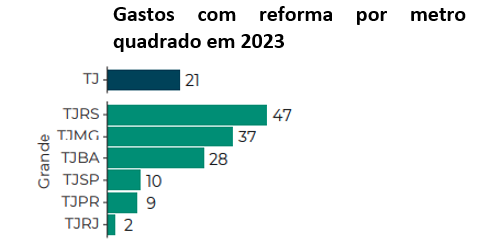 Gastos com reforma por metro
quadrado em 2023
TJ 21
Grande
TJRS 47
TJMG 37
TJBA 28
TJSP 10
TJPR 9
TJRJ 2